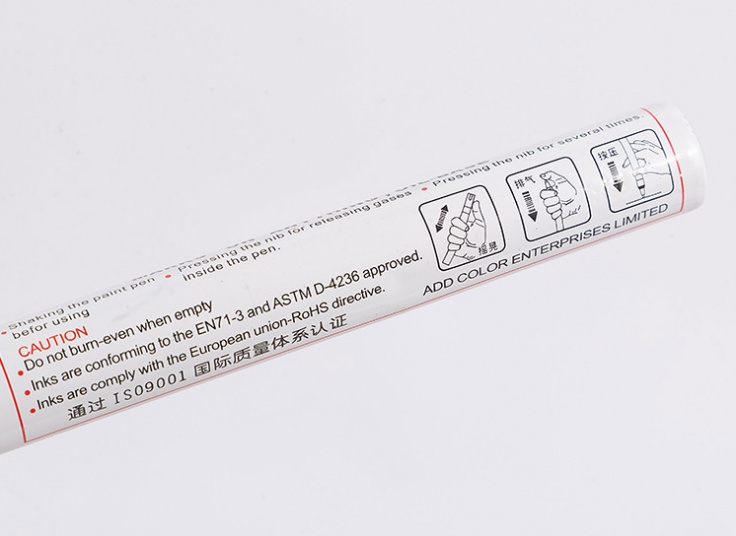 • Shaking the paint pen
befor using
• Pressing the nib for releasing gases
inside the pen.
• Pressing the nib for several times.
CAUTION
• Do not burn-even when empty
• Inks are conforming to the EN71-3 and ASTM D-4236 approved.
• Inks are comply with the European union-RoHS directive.
通过 ISO9001 国际质量体系认证
摇晃
排气
按压
ADD COLOR ENTERPRISES LIMITED